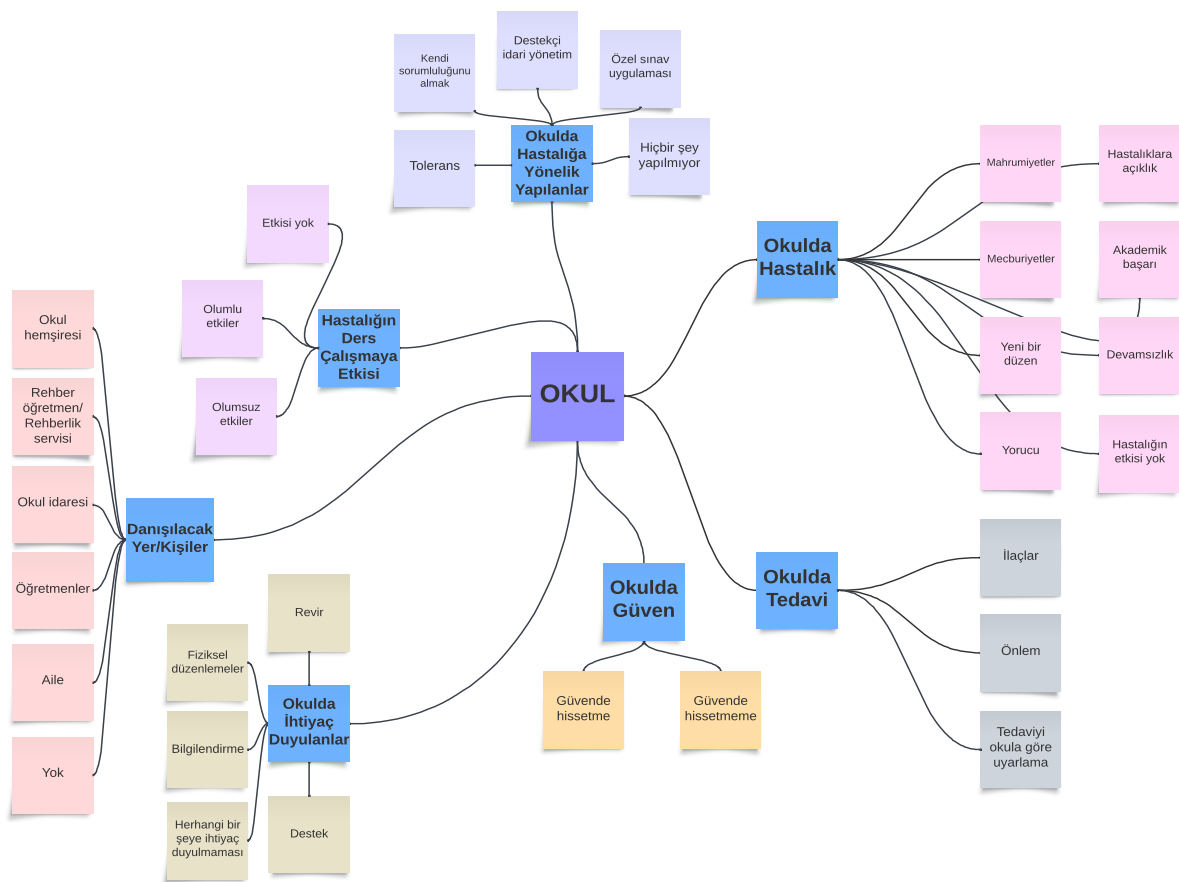 Destekçi
idari yönetim
Kendi
sorumluluğunu
almak
Özel sınav
uygulaması
Tolerans
Okulda
Hastalığa
Yönelik
Yapılanlar
Hiçbir şey
yapılmıyor
Etkisi yok
Olumlu
etkiler
Olumsuz
etkiler
Hastalığın
Ders
Çalışmaya
Etkisi
OKUL
Okulda
Hastalık
Mahrumiyetler
Hastalıklara
açıklık
Mecburiyetler
Akademik
başarı
Yeni bir
düzen
Devamsızlık
Yorucu
Hastalığın
etkisi yok
Okul
hemşiresi
Rehber
öğretmen/
Rehberlik
servisi
Okul idaresi
Öğretmenler
Aile
Yok
Danışılacak
Yer/Kişiler
Revir
Fiziksel
düzenlemeler
Bilgilendirme
Herhangi bir
şeye ihtiyaç
duyulmaması
Okulda
İhtiyaç
Duyulanlar
Destek
Okulda
Güven
Güvende
hissetme
Güvende
hissetmeme
Okulda
Tedavi
İlaçlar
Önlem
Tedaviyi
okula göre
uyarlama